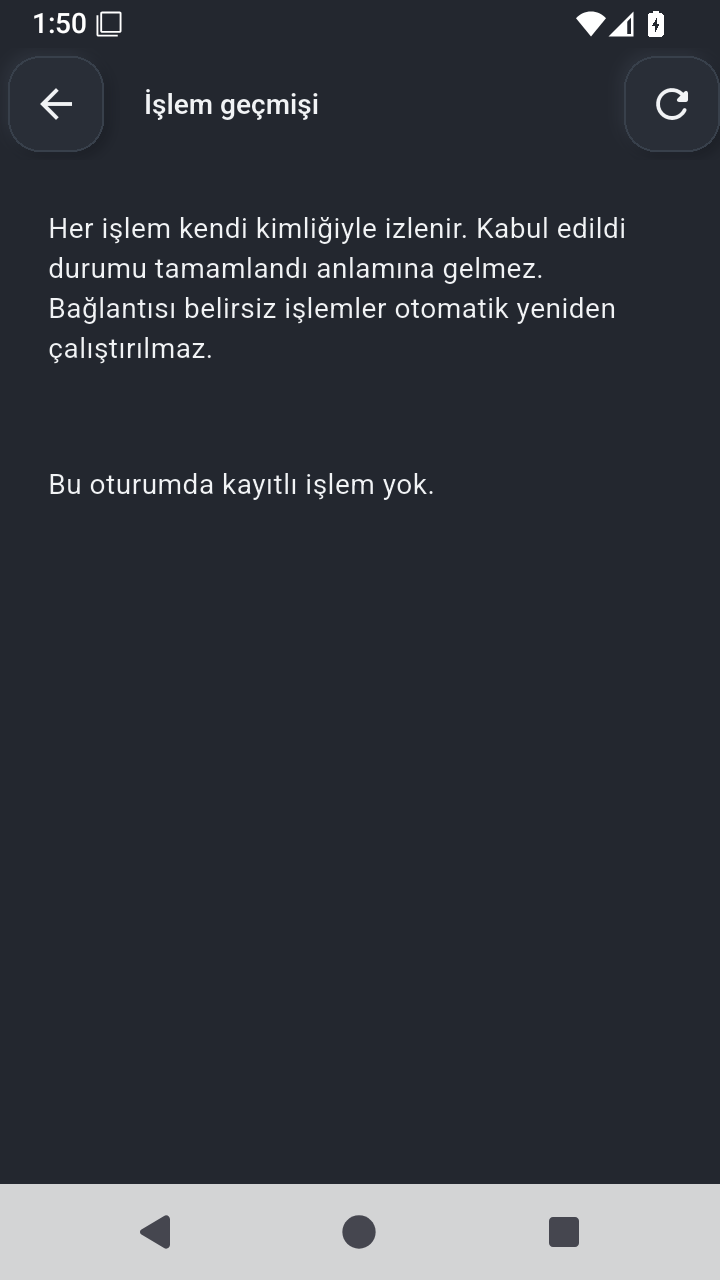 1:50
İşlem geçmişi
Her işlem kendi kimliğiyle izlenir. Kabul edildi
durumu tamamlandı anlamına gelmez.
Bağlantısı belirsiz işlemler otomatik yeniden
çalıştırılmaz.
Bu oturumda kayıtlı işlem yok.